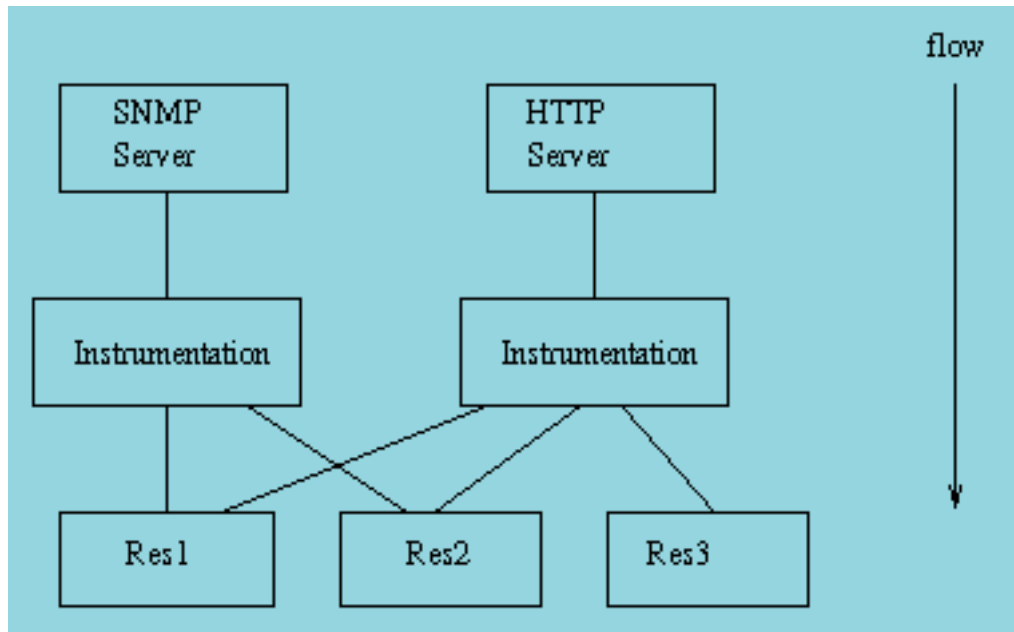 flow
SNMP
Server
HTTP
Server
Instrumentation
Instrumentation
Res1
Res2
Res3